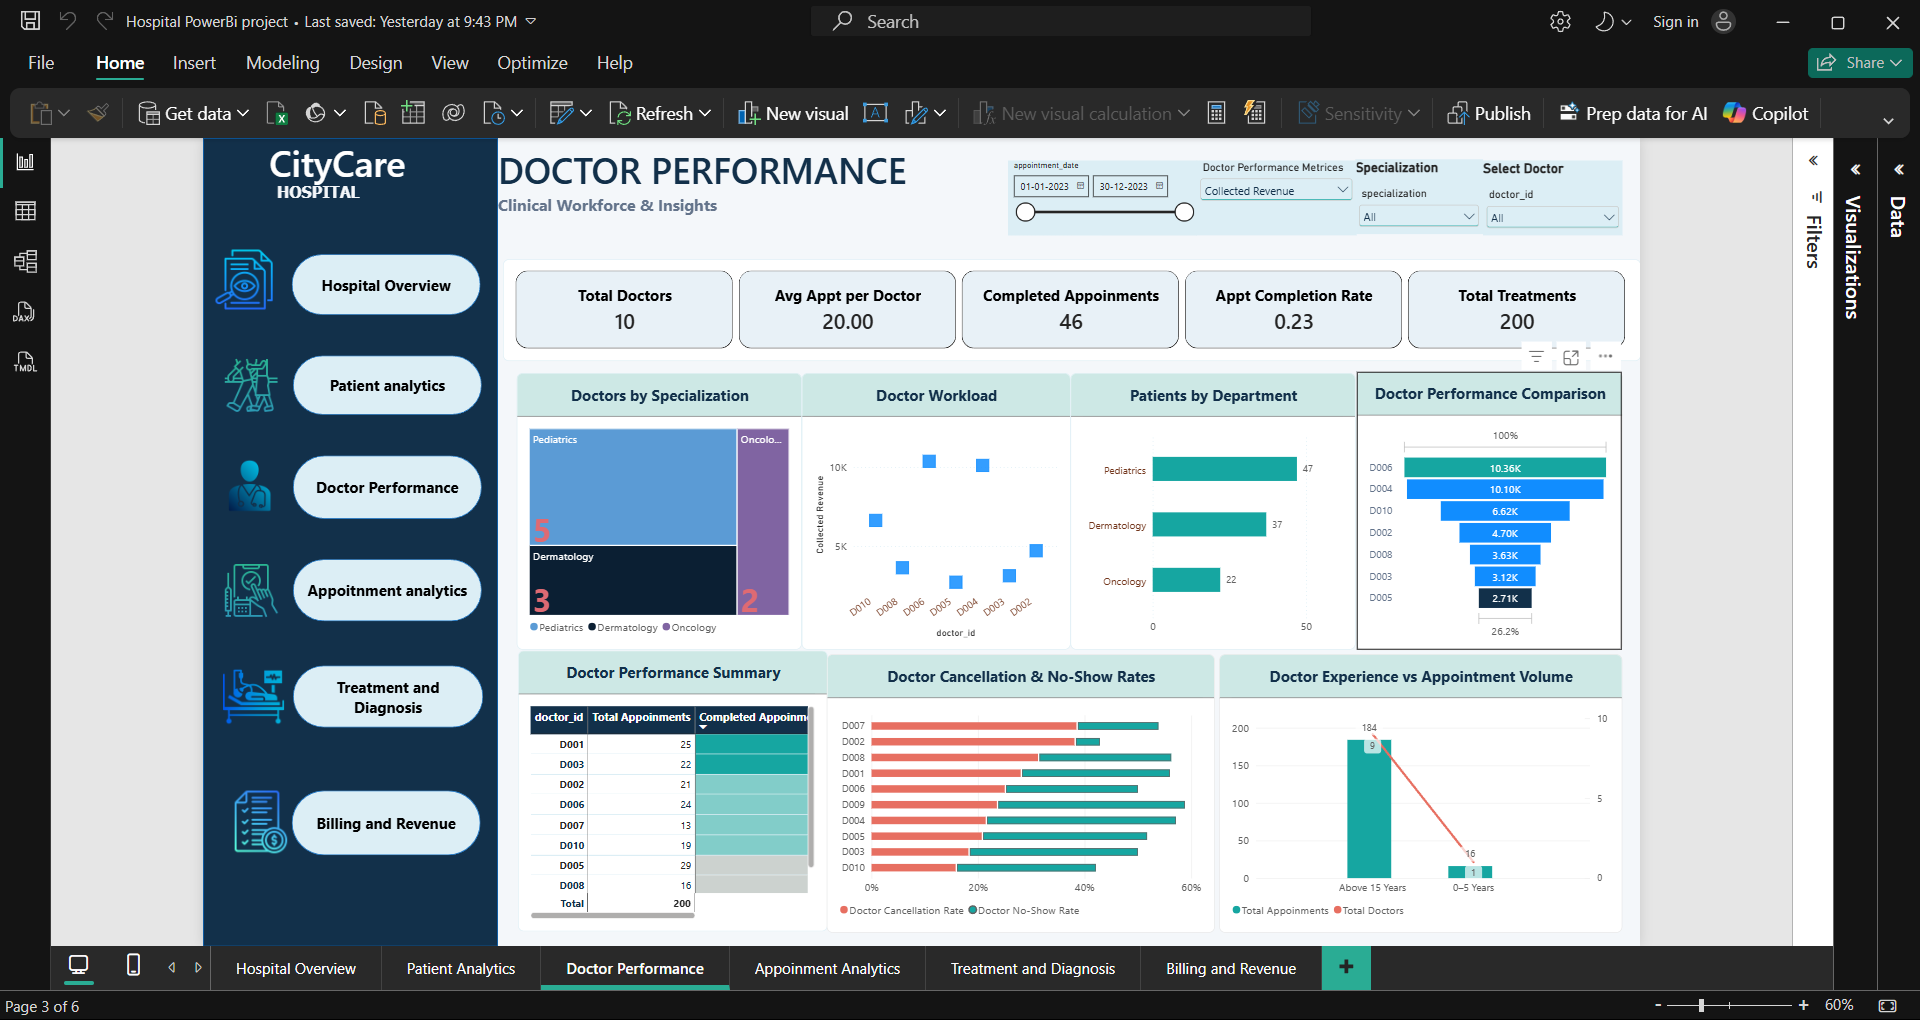 Hospital PowerBi project • Last saved: Yesterday at 9:43 PM
Search
Sign in
File
Home
Insert
Modeling
Design
View
Optimize
Help
Share
Get data
Refresh
New visual
New visual calculation
Sensitivity
Publish
Prep data for AI
Copilot
DAX
TMDL
CityCare
HOSPITAL
Hospital Overview
Patient analytics
Doctor Performance
Appoitnment analytics
Treatment and
Diagnosis
Billing and Revenue
DOCTOR PERFORMANCE
Clinical Workforce & Insights
appointment_date
01-01-2023
30-12-2023
Doctor Performance Metrices
Collected Revenue
Specialization
specialization
All
Select Doctor
doctor_id
All
Filters
Visualizations
Data
Total Doctors
10
Avg Appt per Doctor
20.00
Completed Appoinments
46
Appt Completion Rate
0.23
Total Treatments
200
Doctors by Specialization
Pediatrics
5
Oncolo...
2
Dermatology
3
Pediatrics
Dermatology
Oncology
Doctor Workload
Collected Revenue
10K
5K
D010
D008
D006
D005
D004
D003
D002
doctor_id
Patients by Department
Pediatrics 47
Dermatology 37
Oncology 22
0 50
Doctor Performance Comparison
100%
D006 10.36K
D004 10.10K
D010 6.62K
D002 4.70K
D008 3.63K
D003 3.12K
D005 2.71K
26.2%
Doctor Performance Summary
doctor_id Total Appoinments Completed Appoinm
D001 25
D003 22
D002 21
D006 24
D007 13
D010 19
D005 29
D008 16
Total 200
Doctor Cancellation & No-Show Rates
D007
D002
D008
D001
D006
D009
D004
D005
D003
D010
0% 20% 40% 60%
Doctor Cancellation Rate
Doctor No-Show Rate
Doctor Experience vs Appointment Volume
200
150
100
50
0
184
9
16
1
10
5
0
Above 15 Years
0–5 Years
Total Appoinments
Total Doctors
Hospital Overview
Patient Analytics
Doctor Performance
Appoinment Analytics
Treatment and Diagnosis
Billing and Revenue
+
Page 3 of 6
- + 60%